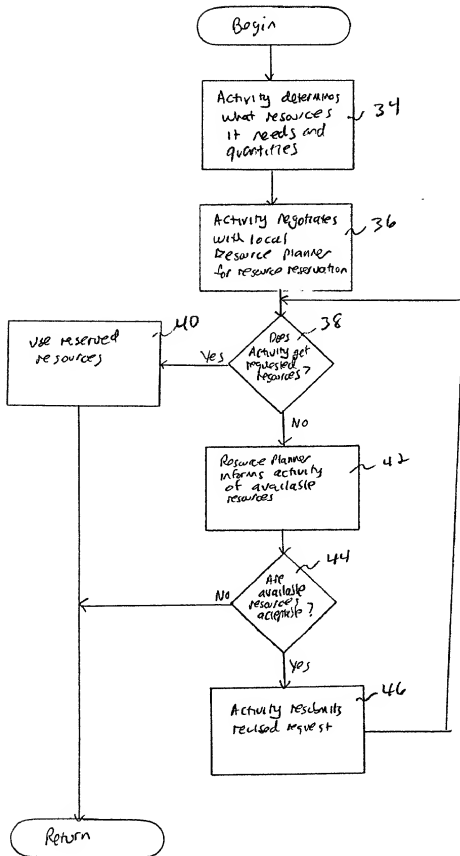 Begin
Activity determines
what resources
it needs and
quantities
34
Activity negotiates
with local
Resource Planner
for resource reservation
36
Does
Activity get
requested
resources?
38
Yes
Use reserved
resources
40
No
Resource Planner
informs activity
of available
resources
42
Are
available
resources
acceptable?
44
No
Yes
Activity resubmits
revised request
46
Return